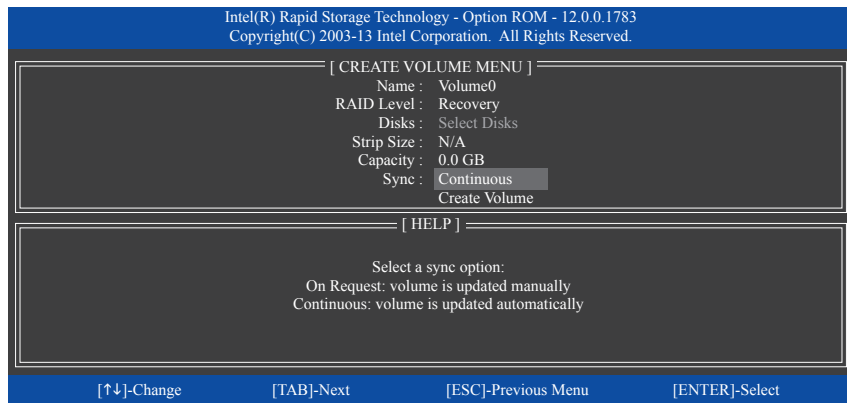 Intel(R) Rapid Storage Technology - Option ROM - 12.0.0.1783
Copyright(C) 2003-13 Intel Corporation.  All Rights Reserved.
[ CREATE VOLUME MENU ]
Name : Volume0
RAID Level : Recovery
Disks : Select Disks
Strip Size : N/A
Capacity : 0.0 GB
Sync : Continuous
Create Volume
[ HELP ]
Select a sync option:
On Request: volume is updated manually
Continuous: volume is updated automatically
[↑↓]-Change [TAB]-Next [ESC]-Previous Menu [ENTER]-Select